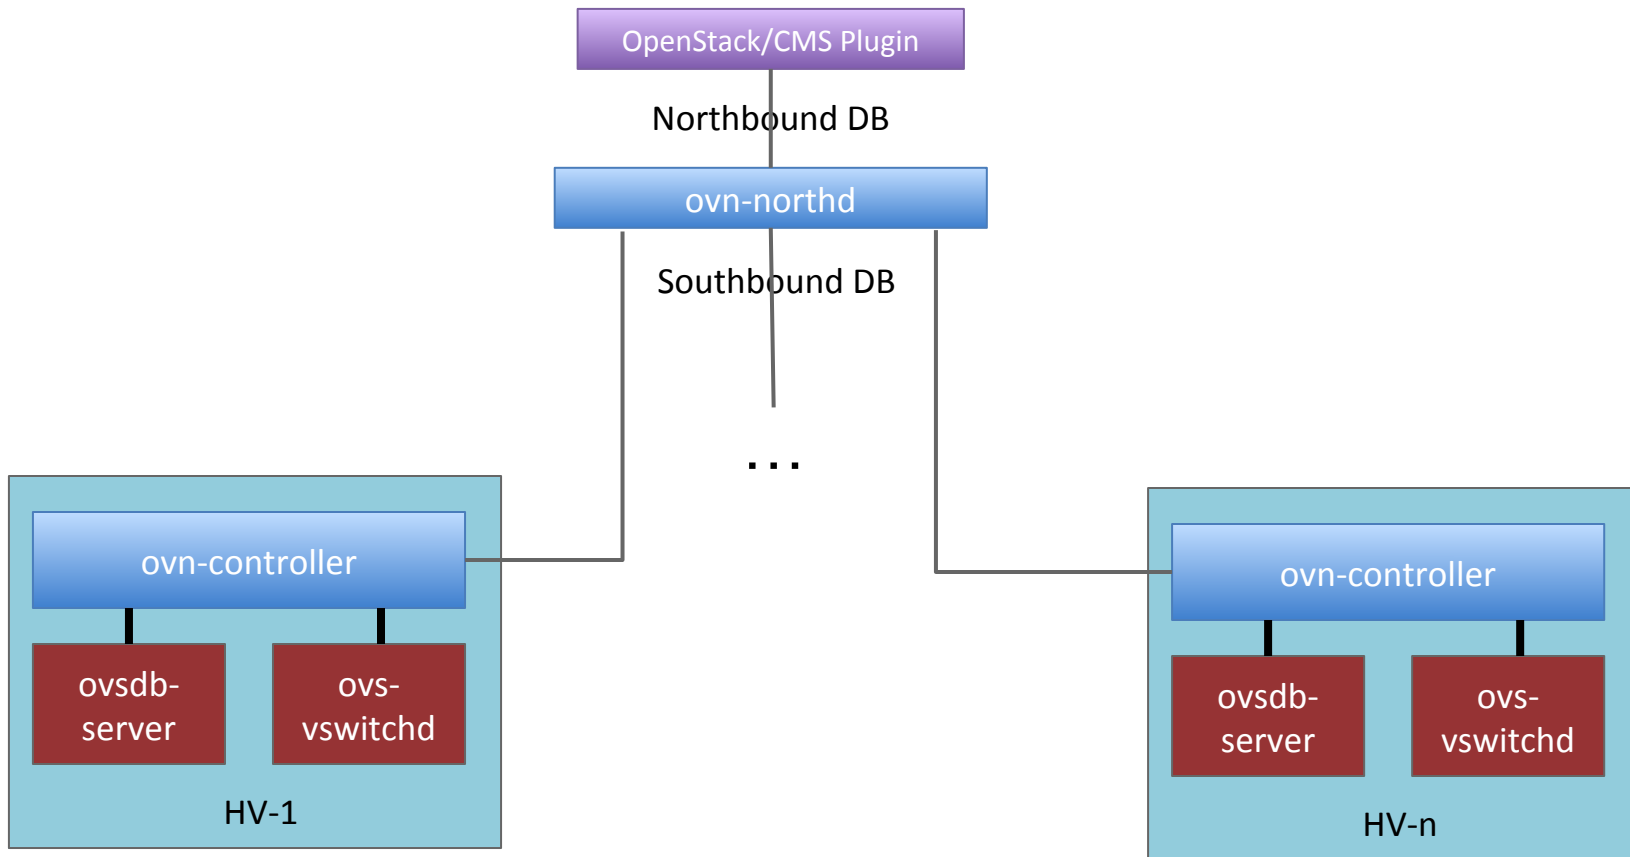 OpenStack/CMS Plugin
Northbound DB
ovn-northd
Southbound DB
...
ovn-controller
ovsdb-
server
ovs-
vswitchd
HV-1
ovn-controller
ovsdb-
server
ovs-
vswitchd
HV-n